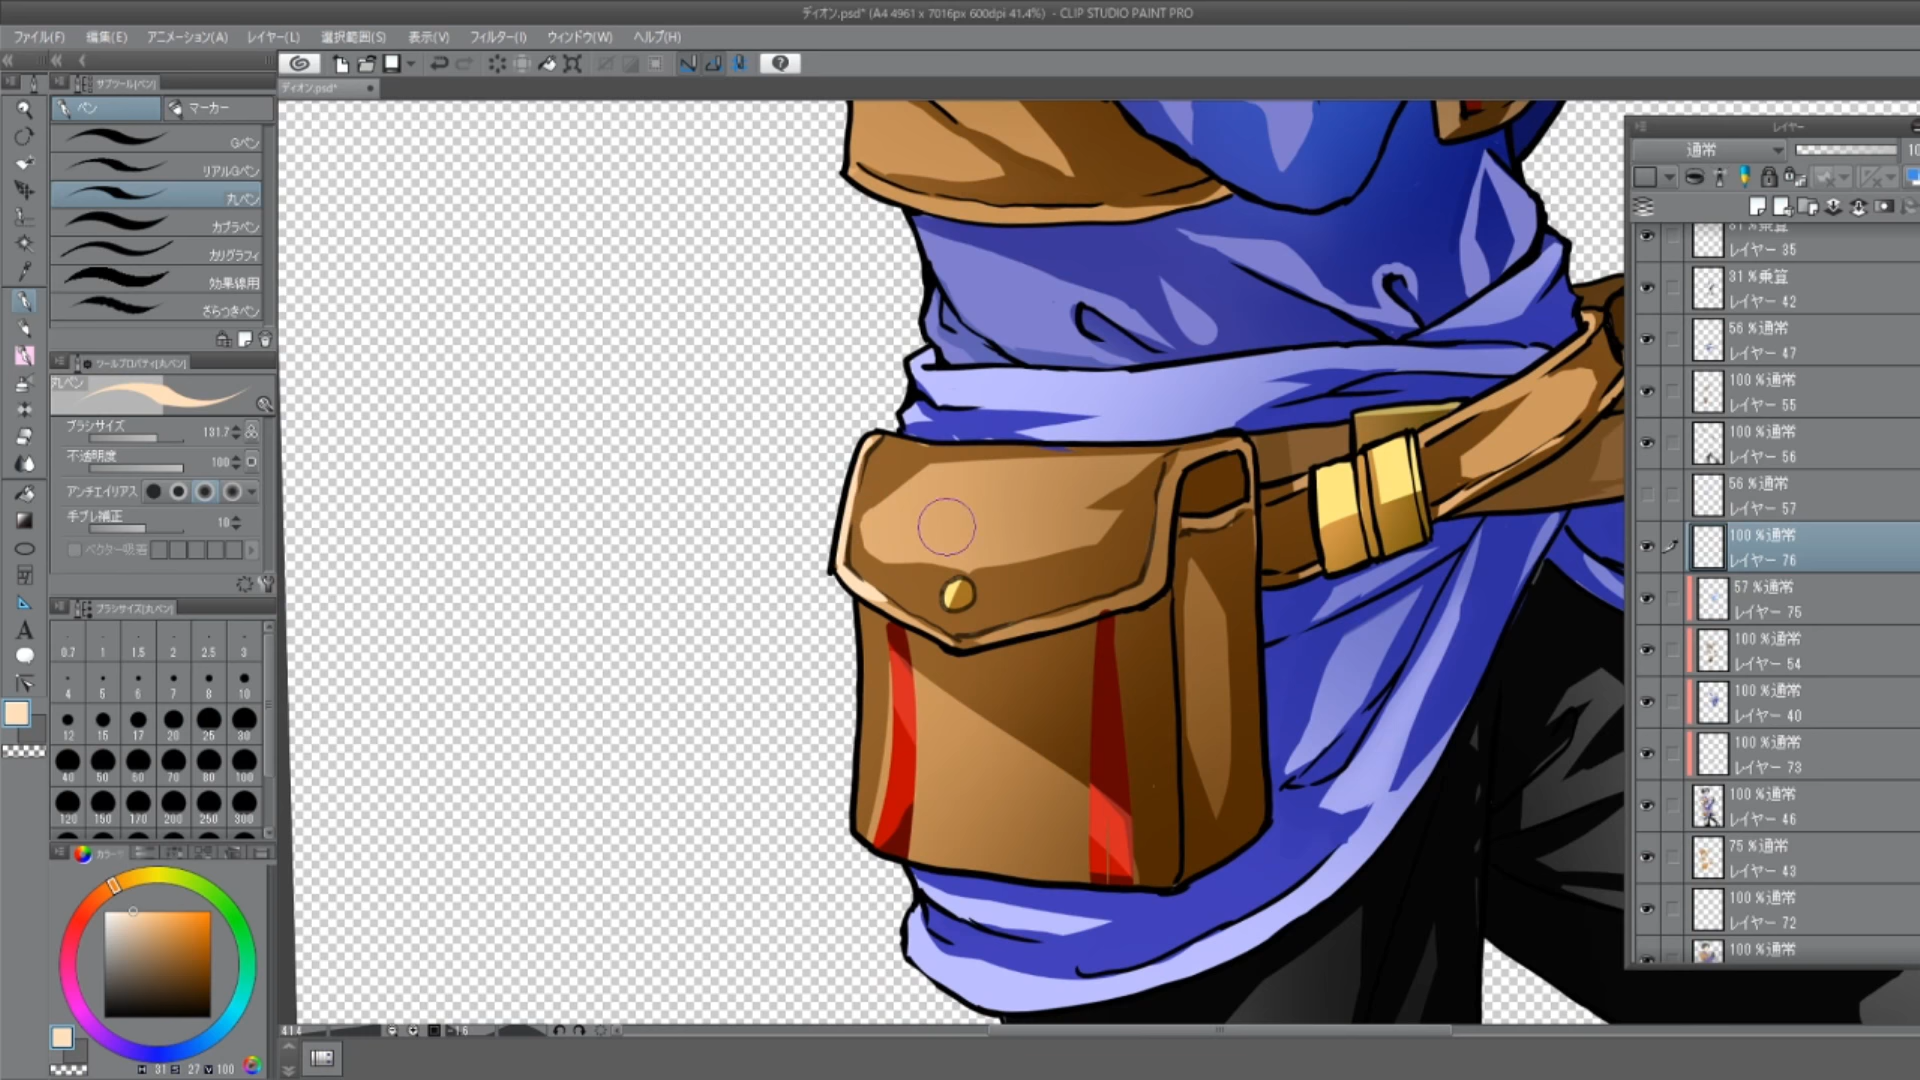 ディオン.psd* (A4 4961 x 7016px 600dpi 41.4%) - CLIP STUDIO PAINT PRO
ファイル(F) 編集(E) アニメーション(A) レイヤー(L) 選択範囲(S) 表示(V) フィルター(I) ウィンドウ(W) ヘルプ(H)
サブツール[ペン]
ディオン.psd*
ペン
マーカー
Gペン
リアルGペン
丸ペン
カブラペン
カリグラフィ
効果線用
ざらつきペン
ツールプロパティ[丸ペン]
丸ペン
ブラシサイズ 131.7
不透明度 100
アンチエイリアス
手ブレ補正 10
ベクター吸着
ブラシサイズ[丸ペン]
0.7 1 1.5 2 2.5 3
4 5 6 7 8 10
12 15 17 20 25 30
40 50 60 70 80 100
120 150 170 200 250 300
カラー
H 31 S 27 V 100
41.4
-1.6
レイヤー
通常
10
81 %乗算
レイヤー 35
31 %乗算
レイヤー 42
56 %通常
レイヤー 47
100 %通常
レイヤー 55
100 %通常
レイヤー 56
56 %通常
レイヤー 57
100 %通常
レイヤー 76
57 %通常
レイヤー 75
100 %通常
レイヤー 54
100 %通常
レイヤー 40
100 %通常
レイヤー 73
100 %通常
レイヤー 46
75 %通常
レイヤー 43
100 %通常
レイヤー 72
100 %通常